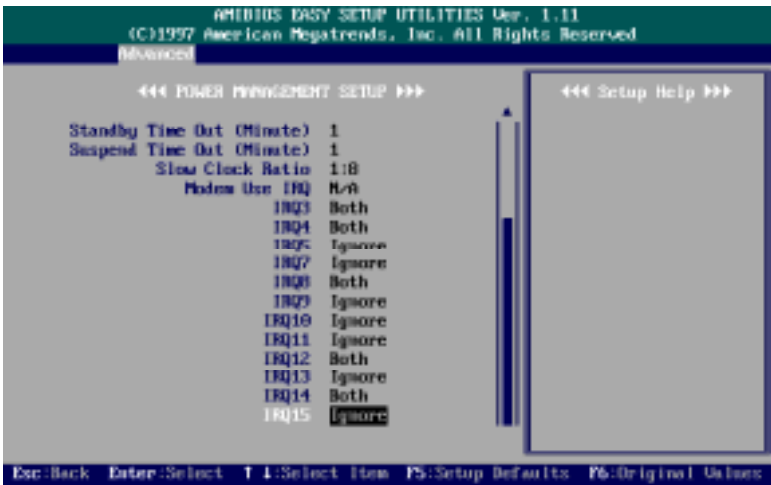 AMIBIOS EASY SETUP UTILITIES Ver. 1.11
(C)1997 American Megatrends, Inc. All Rights Reserved
Advanced
POWER MANAGEMENT SETUP
Setup Help
Standby Time Out (Minute) 1
Suspend Time Out (Minute) 1
Slow Clock Ratio 1:8
Modem Use IRQ N/A
IRQ3 Both
IRQ4 Both
IRQ5 Ignore
IRQ7 Ignore
IRQ8 Both
IRQ9 Ignore
IRQ10 Ignore
IRQ11 Ignore
IRQ12 Both
IRQ13 Ignore
IRQ14 Both
IRQ15 Ignore
Esc:Back Enter:Select ↑ ↓:Select Item F5:Setup Defaults F6:Original Values